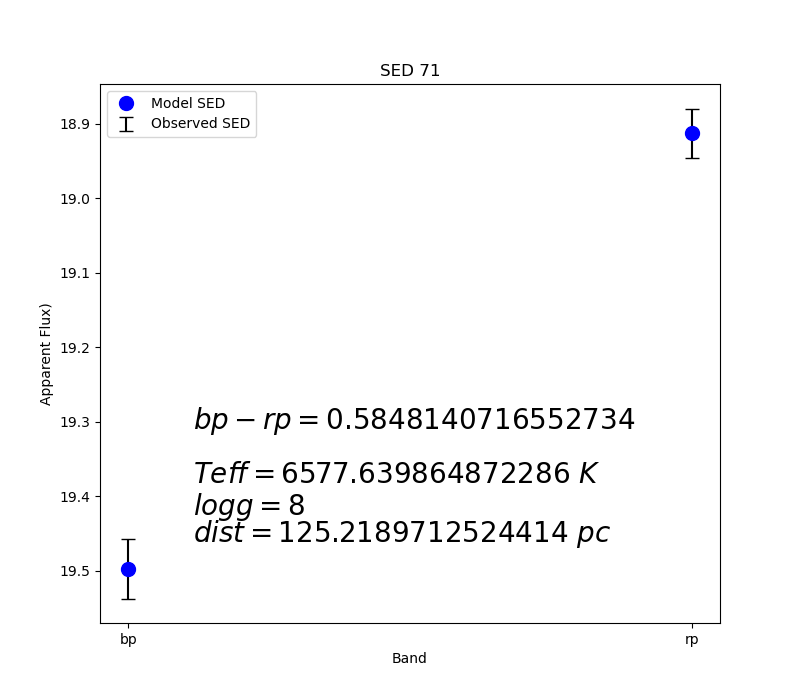 SED 71
Model SED
Observed SED
18.9
19.0
19.1
19.2
19.3
19.4
19.5
Apparent Flux)
bp − rp = 0.5848140716552734
Teff = 6577.639864872286 K
logg = 8
dist = 125.2189712524414 pc
bp
rp
Band